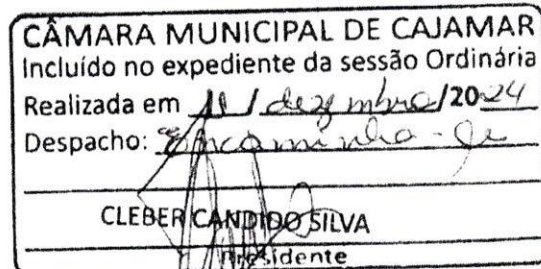 CÂMARA MUNICIPAL DE CAJAMAR
Incluído no expediente da sessão Ordinária
Realizada em 11 / dezembro /2024
Despacho: Encaminha-se
CLEBER CANDIDO SILVA
Presidente